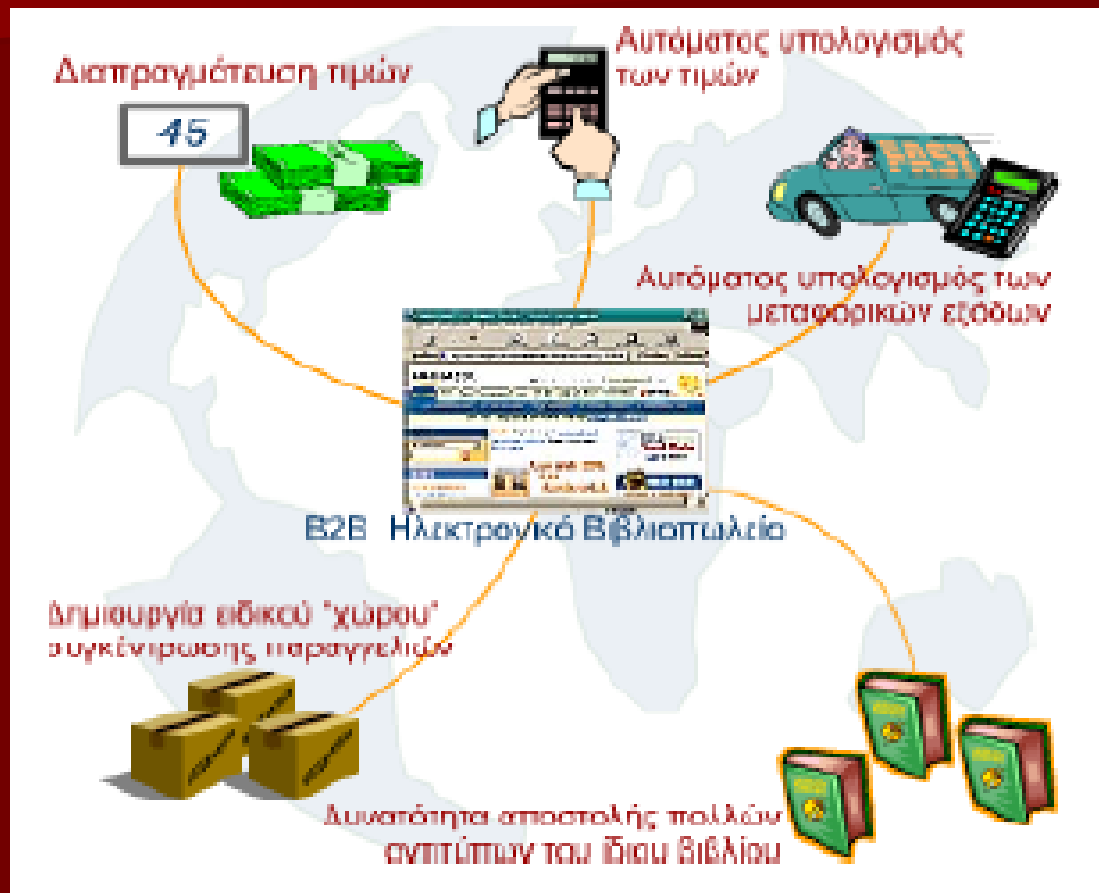 Διαπραγμάτευση τιμών
45
Αυτόματος υπολογισμός
των τιμών
FAST
Αυτόματος υπολογισμός των
μεταφορικών εξόδων
B2B Ηλεκτρονικό Βιβλιοπωλείο
Δημιουργία ειδικού "χώρου"
συγκέντρωσης παραγγελιών
Δυνατότητα αποστολής πολλών
αντιτύπων του ίδιου βιβλίου